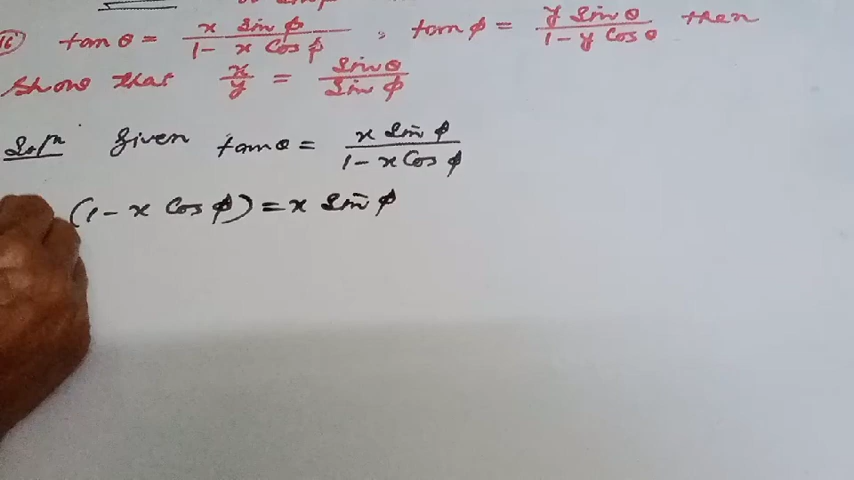 16 tan θ = x sin φ / 1 - x cos φ , tan φ = y sin θ / 1 - y cos θ then
show that x/y = sin θ / sin φ
Soln Given tan θ = x sin φ / 1 - x cos φ
(1 - x cos φ) = x sin φ